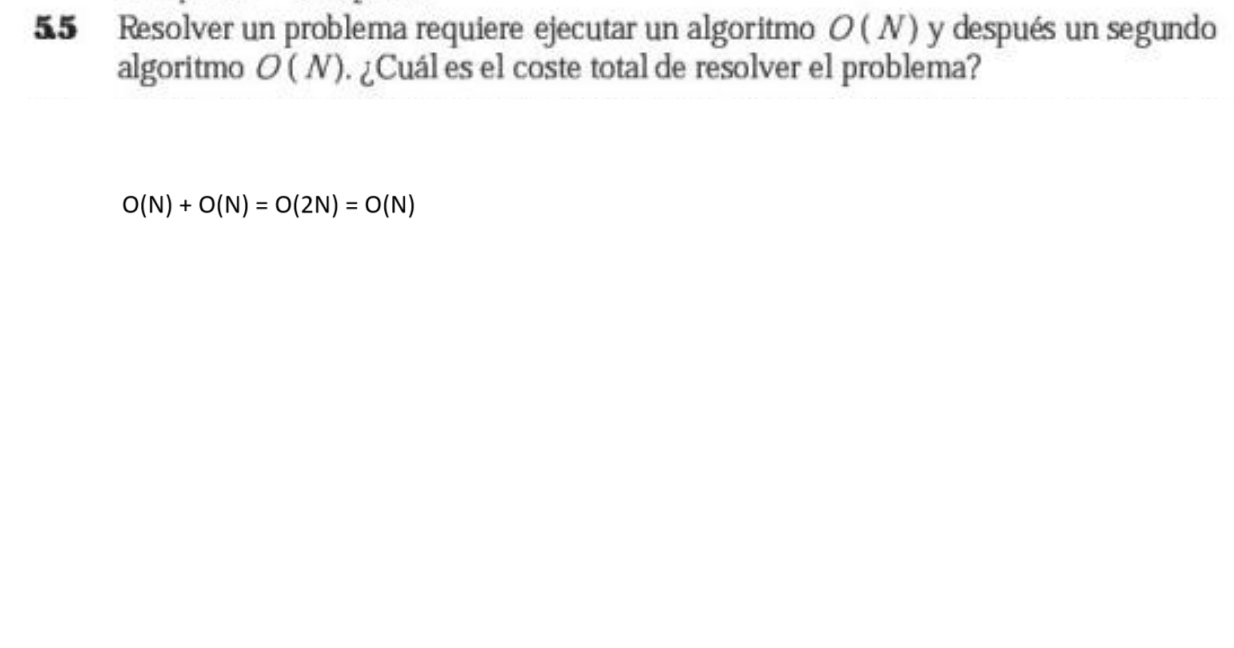 5.5 Resolver un problema requiere ejecutar un algoritmo O(N) y después un segundo
algoritmo O(N). ¿Cuál es el coste total de resolver el problema?
O(N) + O(N) = O(2N) = O(N)